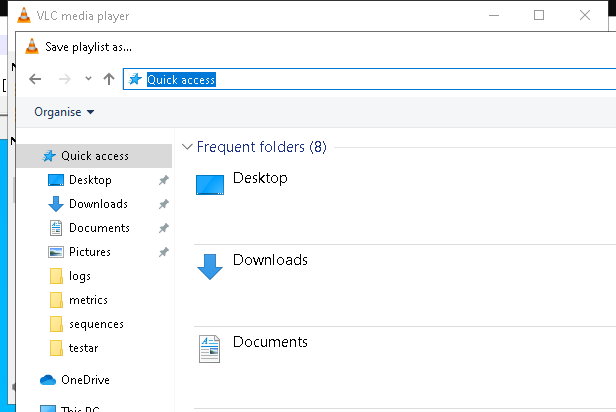 VLC media player
Save playlist as...
Quick access
Organise
Quick access
Desktop
Downloads
Documents
Pictures
logs
metrics
sequences
testar
OneDrive
This PC
Frequent folders (8)
Desktop
Downloads
Documents